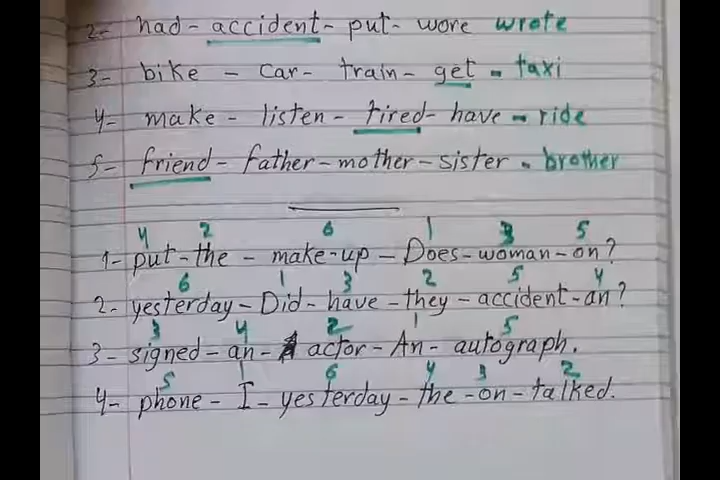 2- had - accident - put - wore wrote
3- bike - car - train - get - taxi
4- make - listen - tired - have - ride
5- friend - father - mother - sister - brother
4 2 6 1 3 5
1- put - the - make-up - Does - woman - on?
6 1 3 2 5 4
2- yesterday - Did - have - they - accident - an?
3 4 2 1 5
3- signed - an - actor - An - autograph.
5 1 6 4 3 2
4- phone - I - yesterday - the - on - talked.